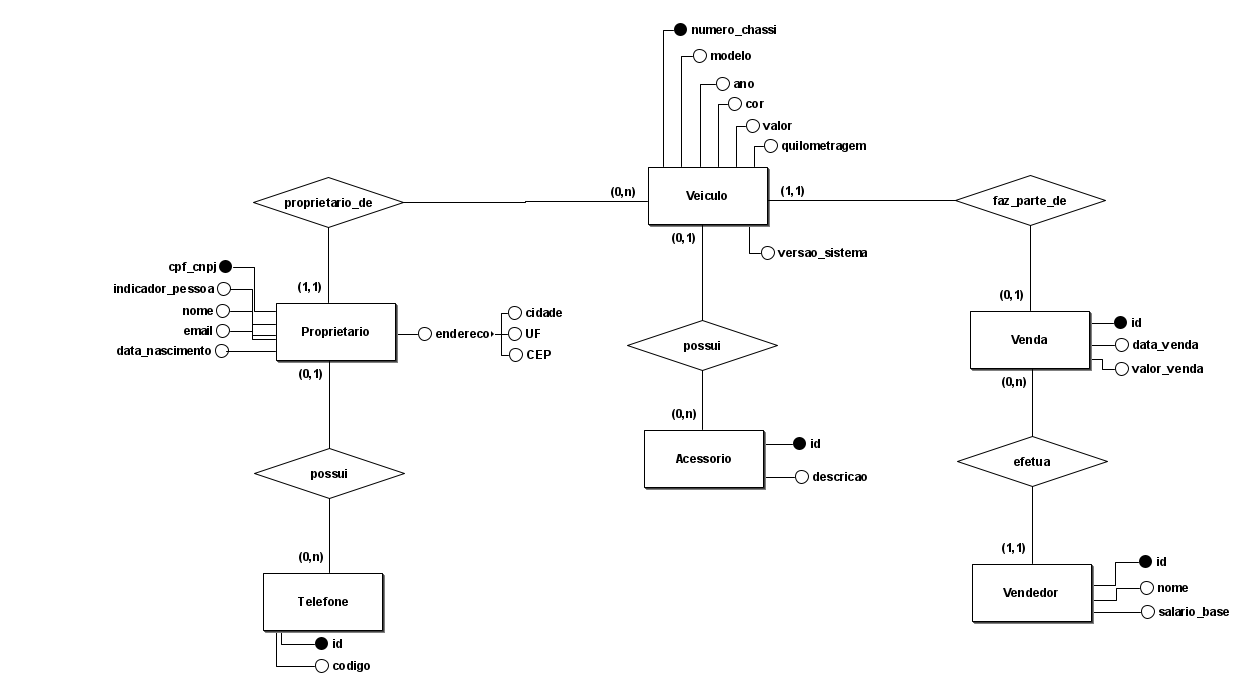 numero_chassi
modelo
ano
cor
valor
quilometragem
proprietario_de
(0,n)
Veiculo
(1,1)
faz_parte_de
(0,1)
versao_sistema
cpf_cnpj
indicador_pessoa
nome
email
data_nascimento
(1,1)
Proprietario
endereco
cidade
UF
CEP
(0,1)
possui
(0,n)
Telefone
id
codigo
possui
(0,n)
Acessorio
id
descricao
(0,1)
Venda
id
data_venda
valor_venda
(0,n)
efetua
(1,1)
Vendedor
id
nome
salario_base